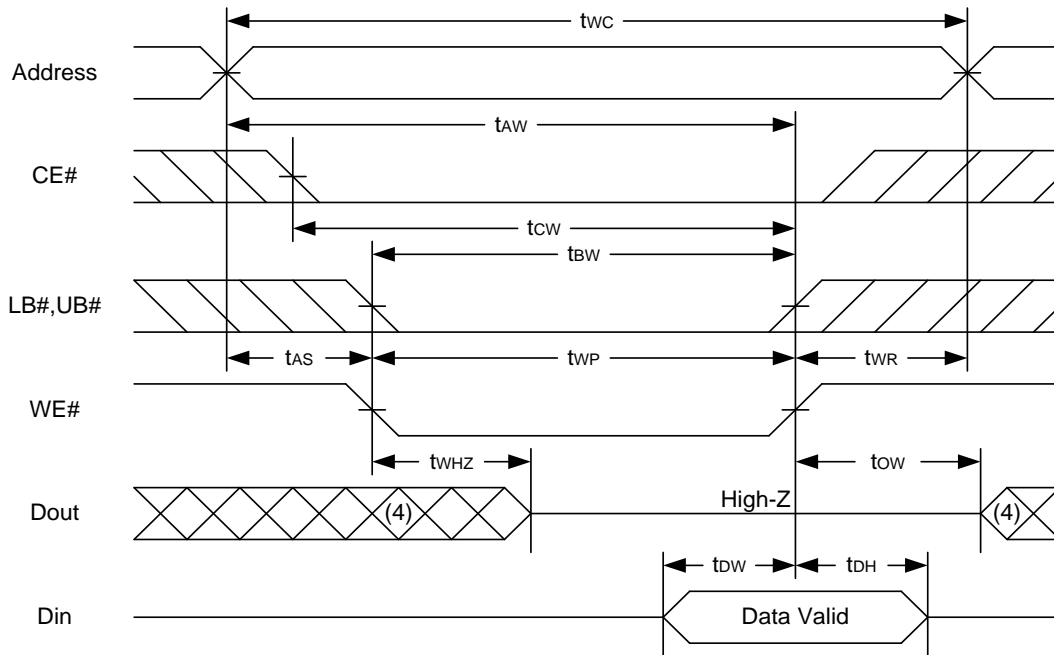 tWC
Address
tAW
CE#
tCW
tBW
LB#,UB#
tAS
tWP
tWR
WE#
tWHZ
tOW
Dout
(4)
High-Z
(4)
tDW
tDH
Din
Data Valid